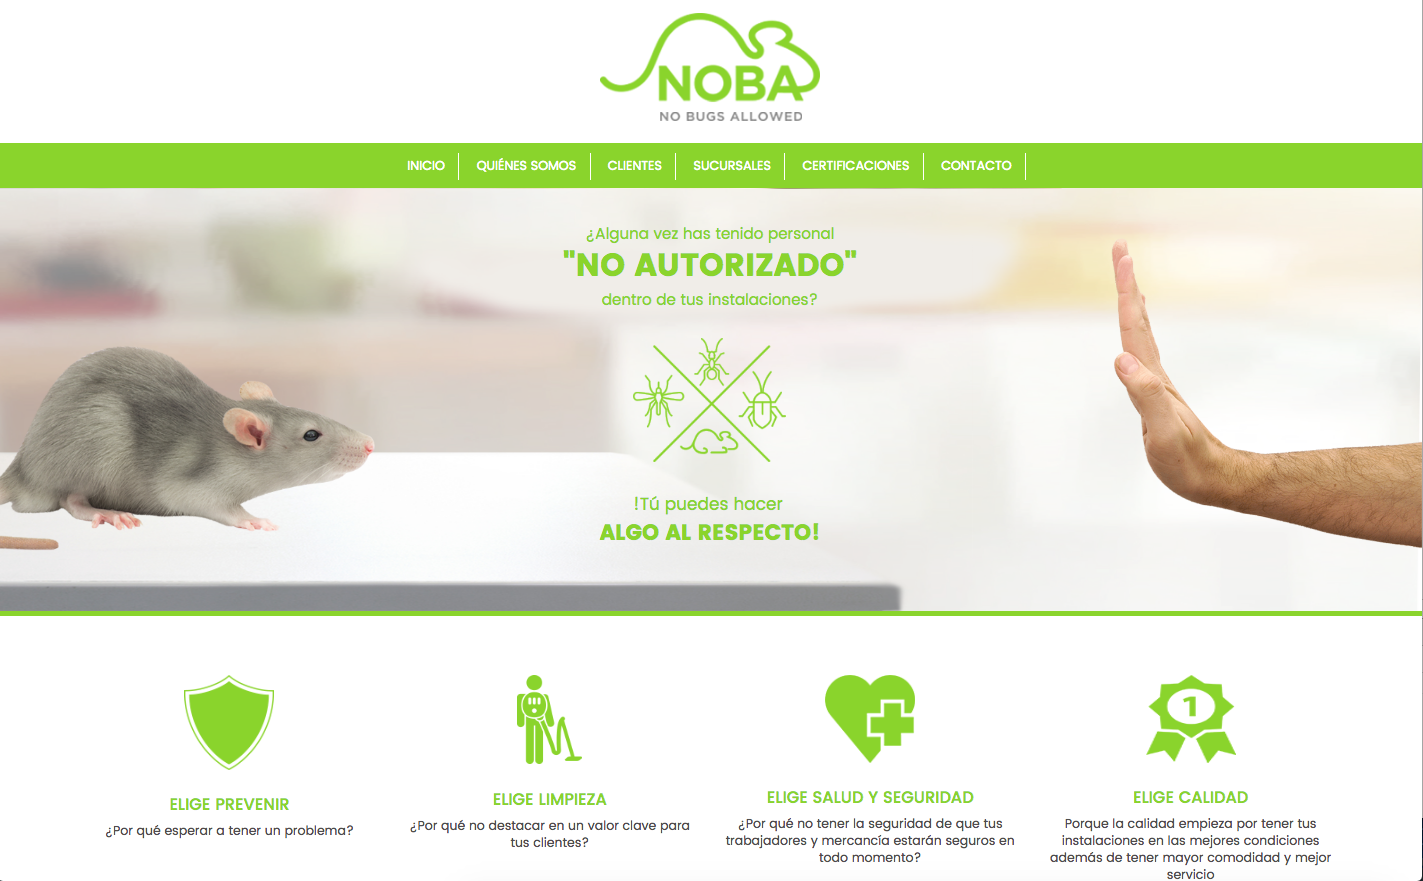 NOBA
NO BUGS ALLOWED
INICIO
QUIÉNES SOMOS
CLIENTES
SUCURSALES
CERTIFICACIONES
CONTACTO
¿Alguna vez has tenido personal
"NO AUTORIZADO"
dentro de tus instalaciones?
!Tú puedes hacer
ALGO AL RESPECTO!
ELIGE PREVENIR
¿Por qué esperar a tener un problema?
ELIGE LIMPIEZA
¿Por qué no destacar en un valor clave para
tus clientes?
ELIGE SALUD Y SEGURIDAD
¿Por qué no tener la seguridad de que tus
trabajadores y mercancía estarán seguros en
todo momento?
1
ELIGE CALIDAD
Porque la calidad empieza por tener tus
instalaciones en las mejores condiciones
además de tener mayor comodidad y mejor
servicio